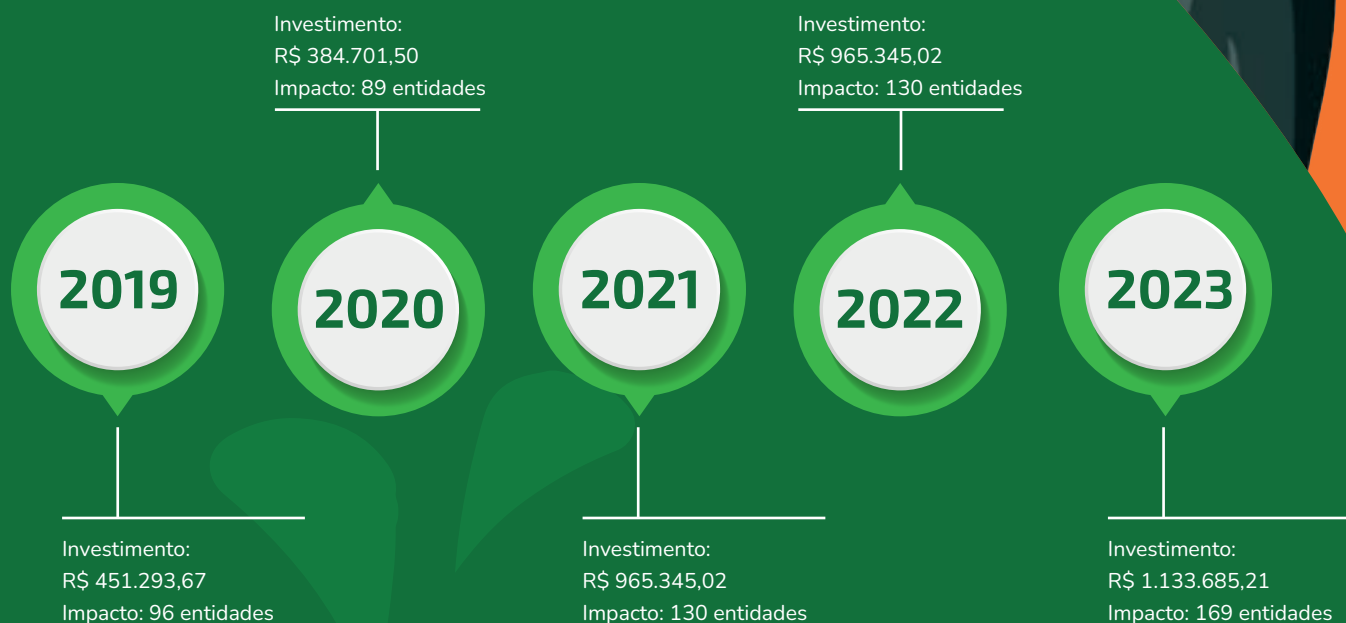 Investimento:
R$ 384.701,50
Impacto: 89 entidades
Investimento:
R$ 965.345,02
Impacto: 130 entidades
2019
2020
2021
2022
2023
Investimento:
R$ 451.293,67
Impacto: 96 entidades
Investimento:
R$ 965.345,02
Impacto: 130 entidades
Investimento:
R$ 1.133.685,21
Impacto: 169 entidades